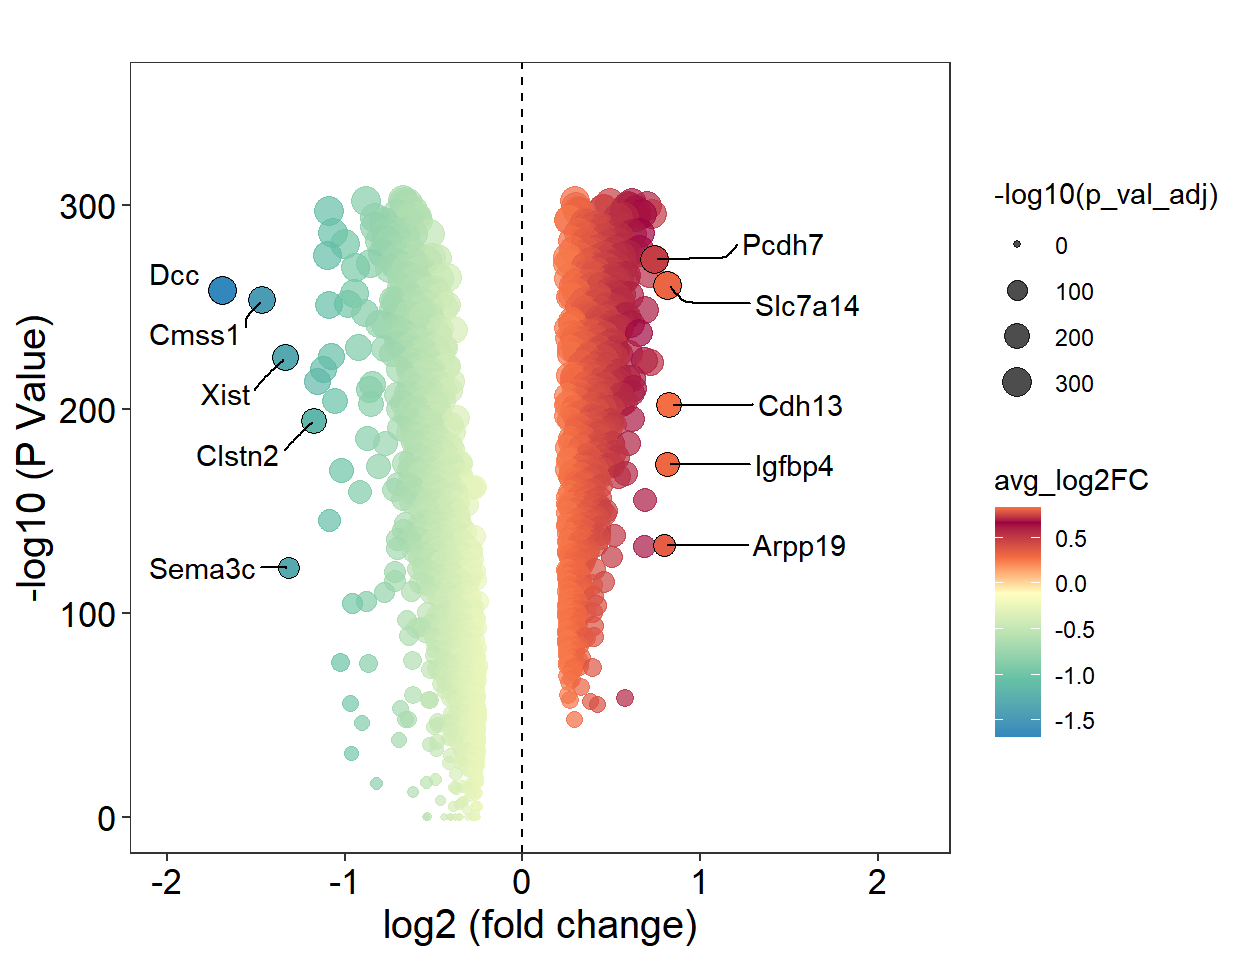 -log10 (P Value)
300
200
100
0
Dcc
Cmss1
Xist
Clstn2
Sema3c
Pcdh7
Slc7a14
Cdh13
Igfbp4
Arpp19
-2
-1
0
1
2
log2 (fold change)
-log10(p_val_adj)
0
100
200
300
avg_log2FC
0.5
0.0
-0.5
-1.0
-1.5